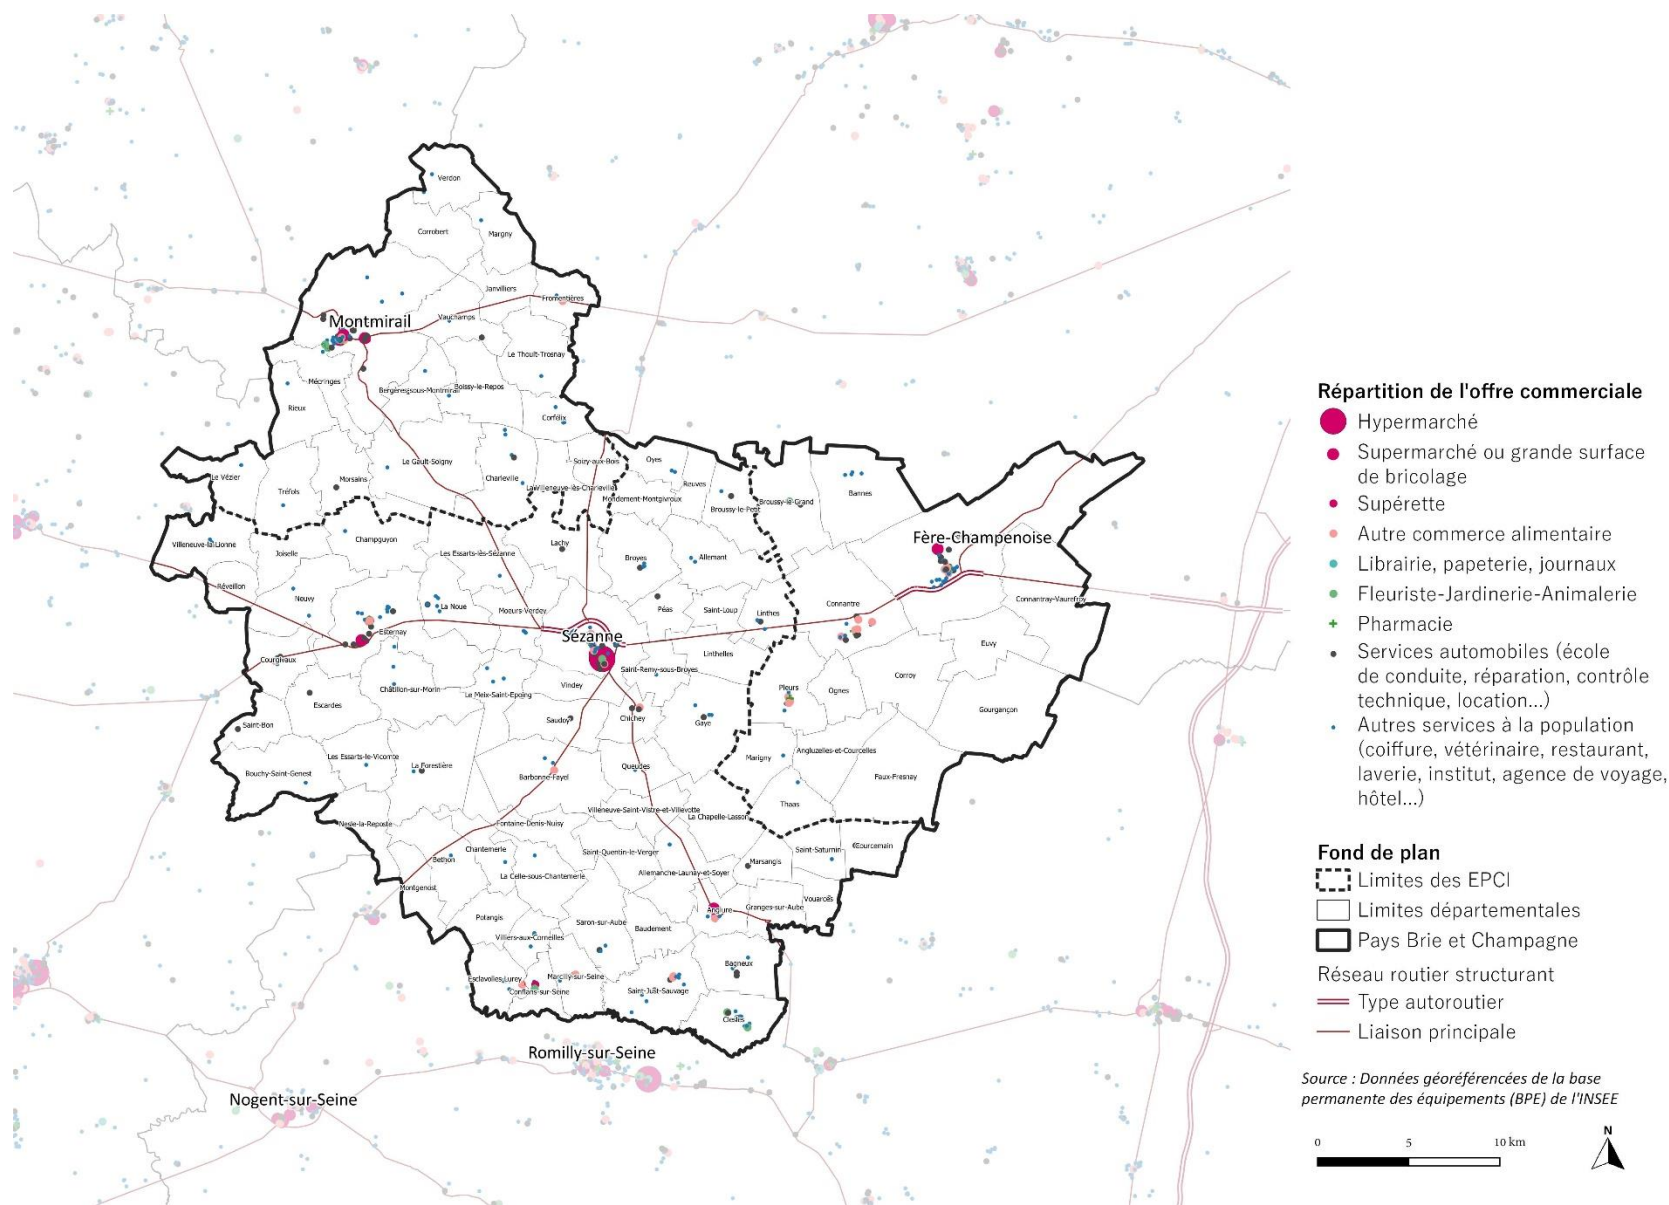 Verdon
Corrobert
Margny
Janvilliers
Fromentières
Montmirail
Vauchamps
Le Thoult-Trosnay
Mécringes
Bergères-sous-Montmirail
Boissy-le-Repos
Rieux
Corfélix
Le Gault-Soigny
Soizy-aux-Bois
Oyes
Le Vézier
Morsains
Charleville
Reuves
Tréfols
La Villeneuve-lès-Charleville
Mondement-Montgivroux
Broussy-le-Petit
Broussy-le-Grand
Bannes
Villeneuve-la-Lionne
Joiselle
Champguyon
Les Essarts-lès-Sézanne
Lachy
Broyes
Allemant
Fère-Champenoise
Réveillon
Neuvy
La Noue
Moeurs-Verdey
Péas
Saint-Loup
Linthes
Connantre
Connantray-Vaurefroy
Esternay
Sézanne
Linthelles
Euvy
Courgivaux
Saint-Remy-sous-Broyes
Corroy
Châtillon-sur-Morin
Le Meix-Saint-Epoing
Vindey
Pleurs
Ognes
Escardes
Saudoy
Chichey
Gaye
Gourgançon
Saint-Bon
Les Essarts-le-Vicomte
La Forestière
Barbonne-Fayel
Queudes
Marigny
Angluzelles-et-Courcelles
Bouchy-Saint-Genest
Faux-Fresnay
Thaas
Nesle-la-Reposte
Fontaine-Denis-Nuisy
Villeneuve-Saint-Vistre-et-Villevotte
La Chapelle-Lasson
Bethon
Chantemerle
Saint-Quentin-le-Verger
Saint-Saturnin
Courcemain
Montgenost
La Celle-sous-Chantemerle
Allemanche-Launay-et-Soyer
Marsangis
Vouarcês
Potangis
Saron-sur-Aube
Anglure
Granges-sur-Aube
Villiers-aux-Corneilles
Baudement
Esclavolles-Lurey
Marcilly-sur-Seine
Bagneux
Conflans-sur-Seine
Saint-Just-Sauvage
Clesles
Romilly-sur-Seine
Nogent-sur-Seine
Répartition de l'offre commerciale
Hypermarché
Supermarché ou grande surface
de bricolage
Supérette
Autre commerce alimentaire
Librairie, papeterie, journaux
Fleuriste-Jardinerie-Animalerie
Pharmacie
Services automobiles (école
de conduite, réparation, contrôle
technique, location...)
Autres services à la population
(coiffure, vétérinaire, restaurant,
laverie, institut, agence de voyage,
hôtel...)
Fond de plan
Limites des EPCI
Limites départementales
Pays Brie et Champagne
Réseau routier structurant
Type autoroutier
Liaison principale
Source : Données géoréférencées de la base
permanente des équipements (BPE) de l'INSEE
0 5 10 km
N